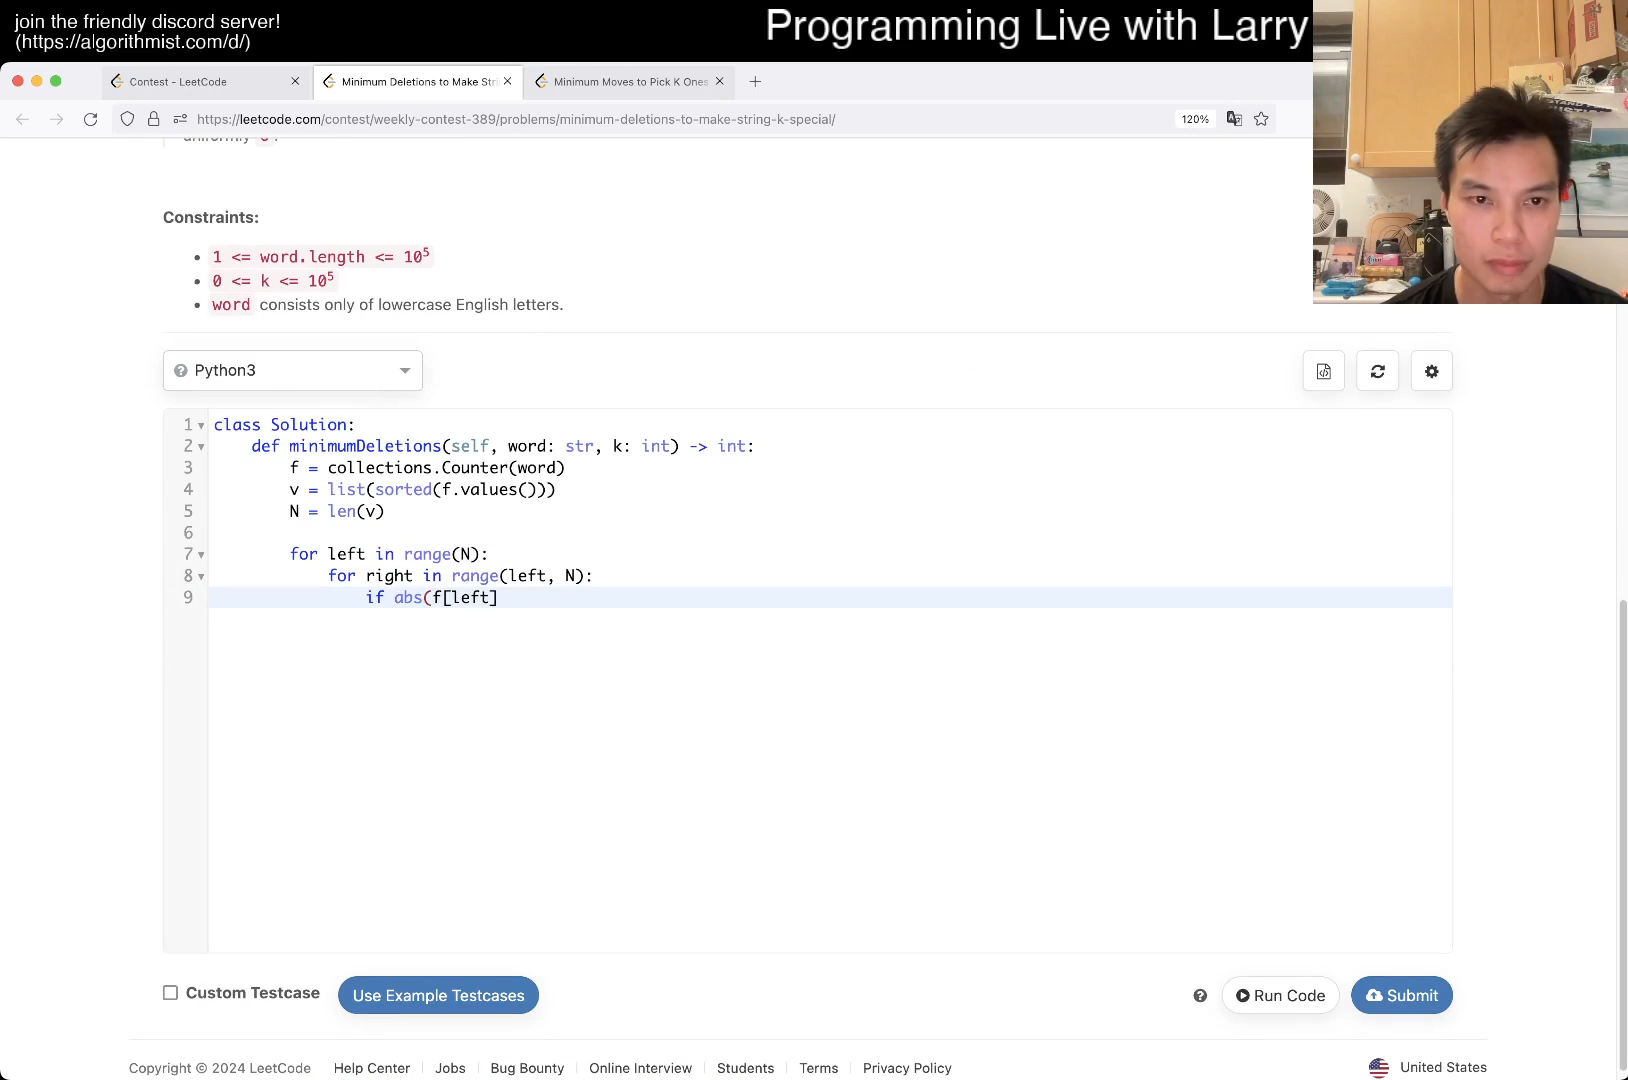 join the friendly discord server!
(https://algorithmist.com/d/)
Programming Live with Larry
Contest - LeetCode
Minimum Deletions to Make Stri
Minimum Moves to Pick K Ones
https://leetcode.com/contest/weekly-contest-389/problems/minimum-deletions-to-make-string-k-special/
120%
Constraints:
1 <= word.length <= 10^5
0 <= k <= 10^5
word consists only of lowercase English letters.
Python3
1 class Solution:
2 def minimumDeletions(self, word: str, k: int) -> int:
3 f = collections.Counter(word)
4 v = list(sorted(f.values()))
5 N = len(v)
6
7 for left in range(N):
8 for right in range(left, N):
9 if abs(f[left]
Custom Testcase
Use Example Testcases
Run Code
Submit
Copyright © 2024 LeetCode
Help Center
Jobs
Bug Bounty
Online Interview
Students
Terms
Privacy Policy
United States